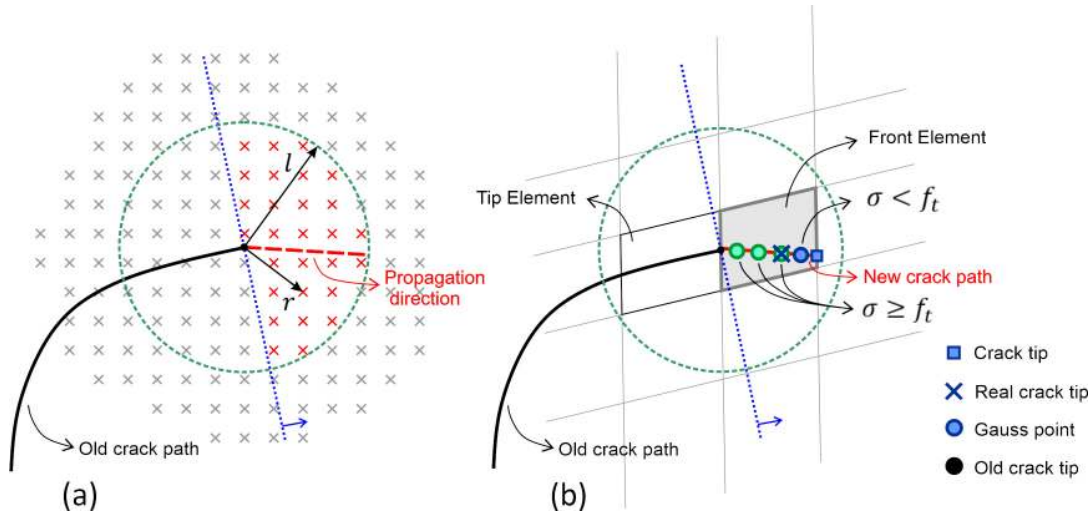 l
r
Propagation
direction
Old crack path
(a)
Front Element
Tip Element
σ < f_t
New crack path
σ ≥ f_t
Old crack path
(b)
Crack tip
Real crack tip
Gauss point
Old crack tip